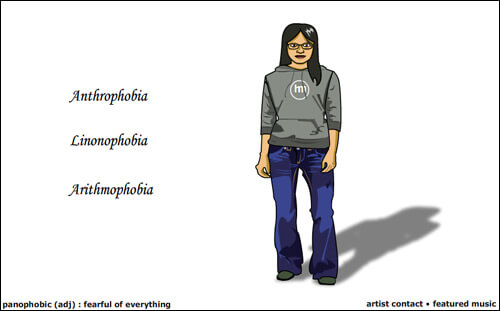 Anthrophobia
Linonophobia
Arithmophobia
panophobic (adj) : fearful of everything
artist contact • featured music